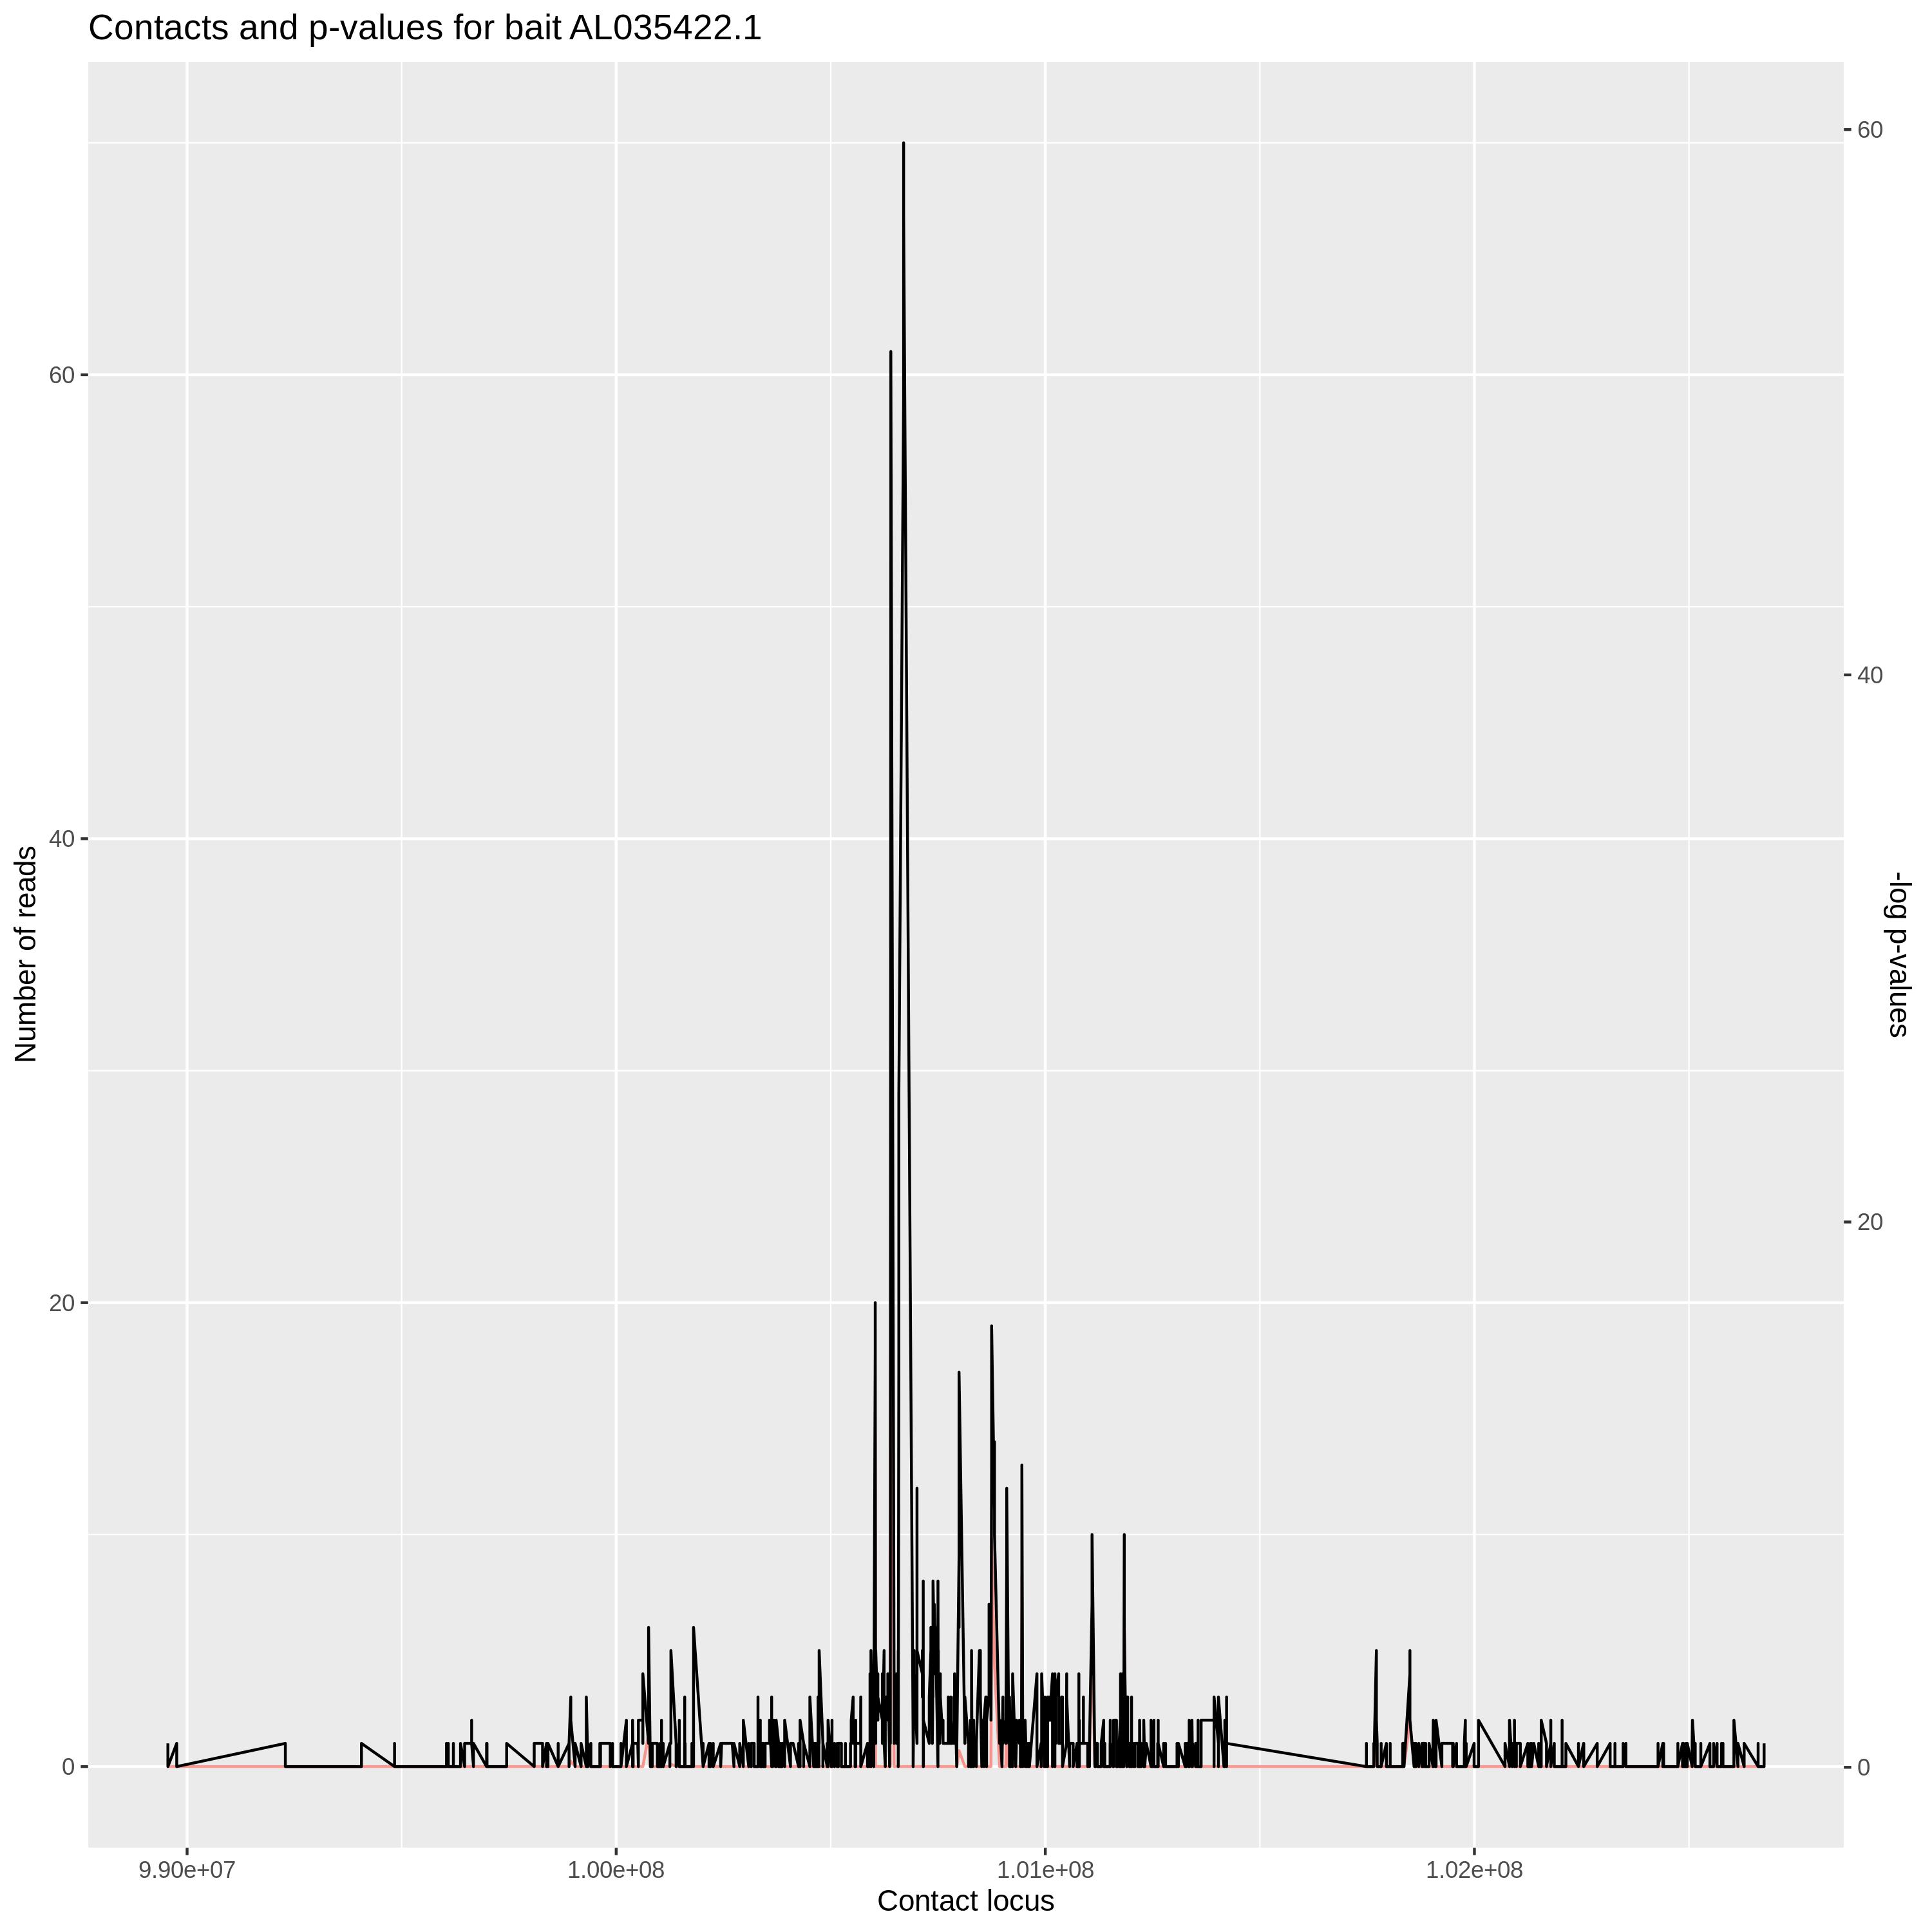 Contacts and p-values for bait AL035422.1
60
40
20
0
Number of reads
60
40
20
0
-log p-values
9.90e+07
1.00e+08
1.01e+08
1.02e+08
Contact locus